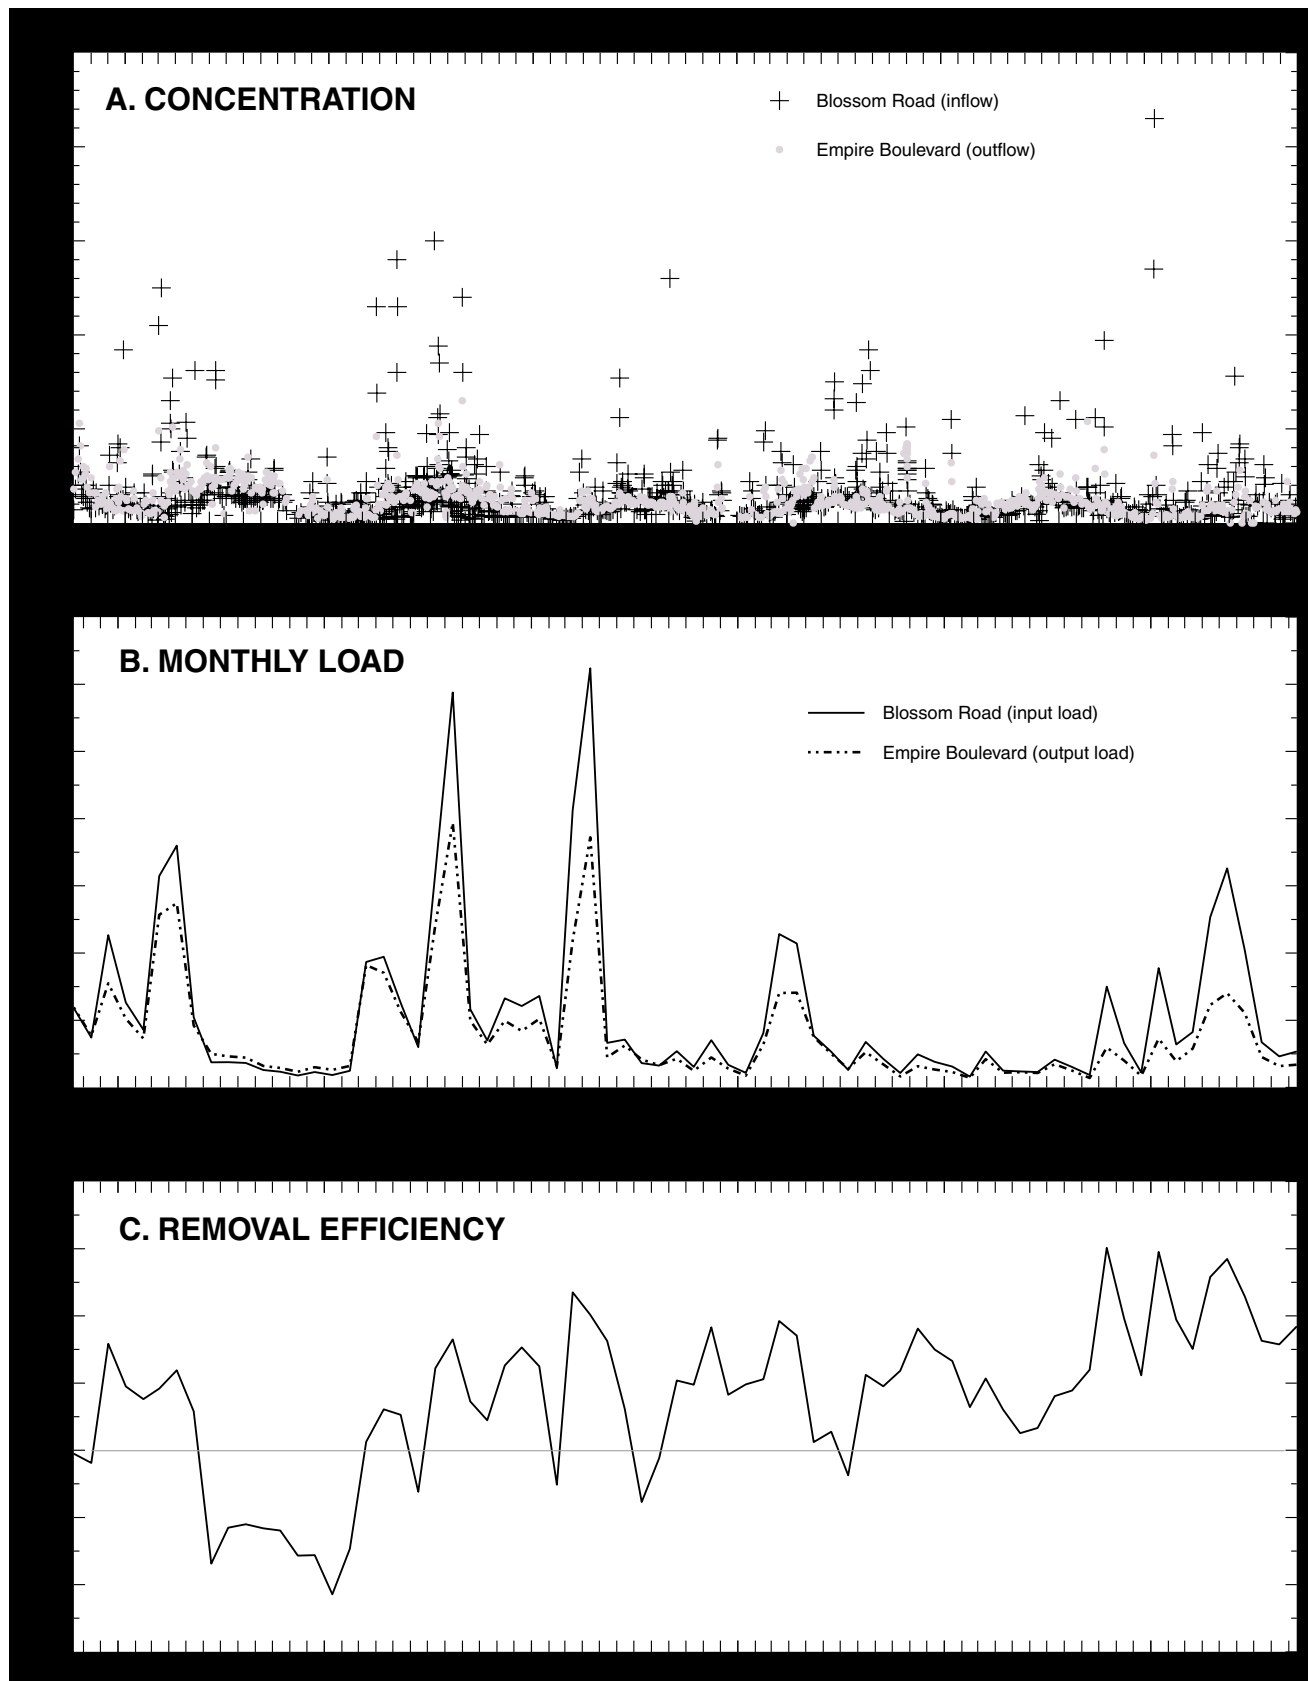 A. CONCENTRATION
Blossom Road (inflow)
Empire Boulevard (outflow)
B. MONTHLY LOAD
Blossom Road (input load)
Empire Boulevard (output load)
C. REMOVAL EFFICIENCY